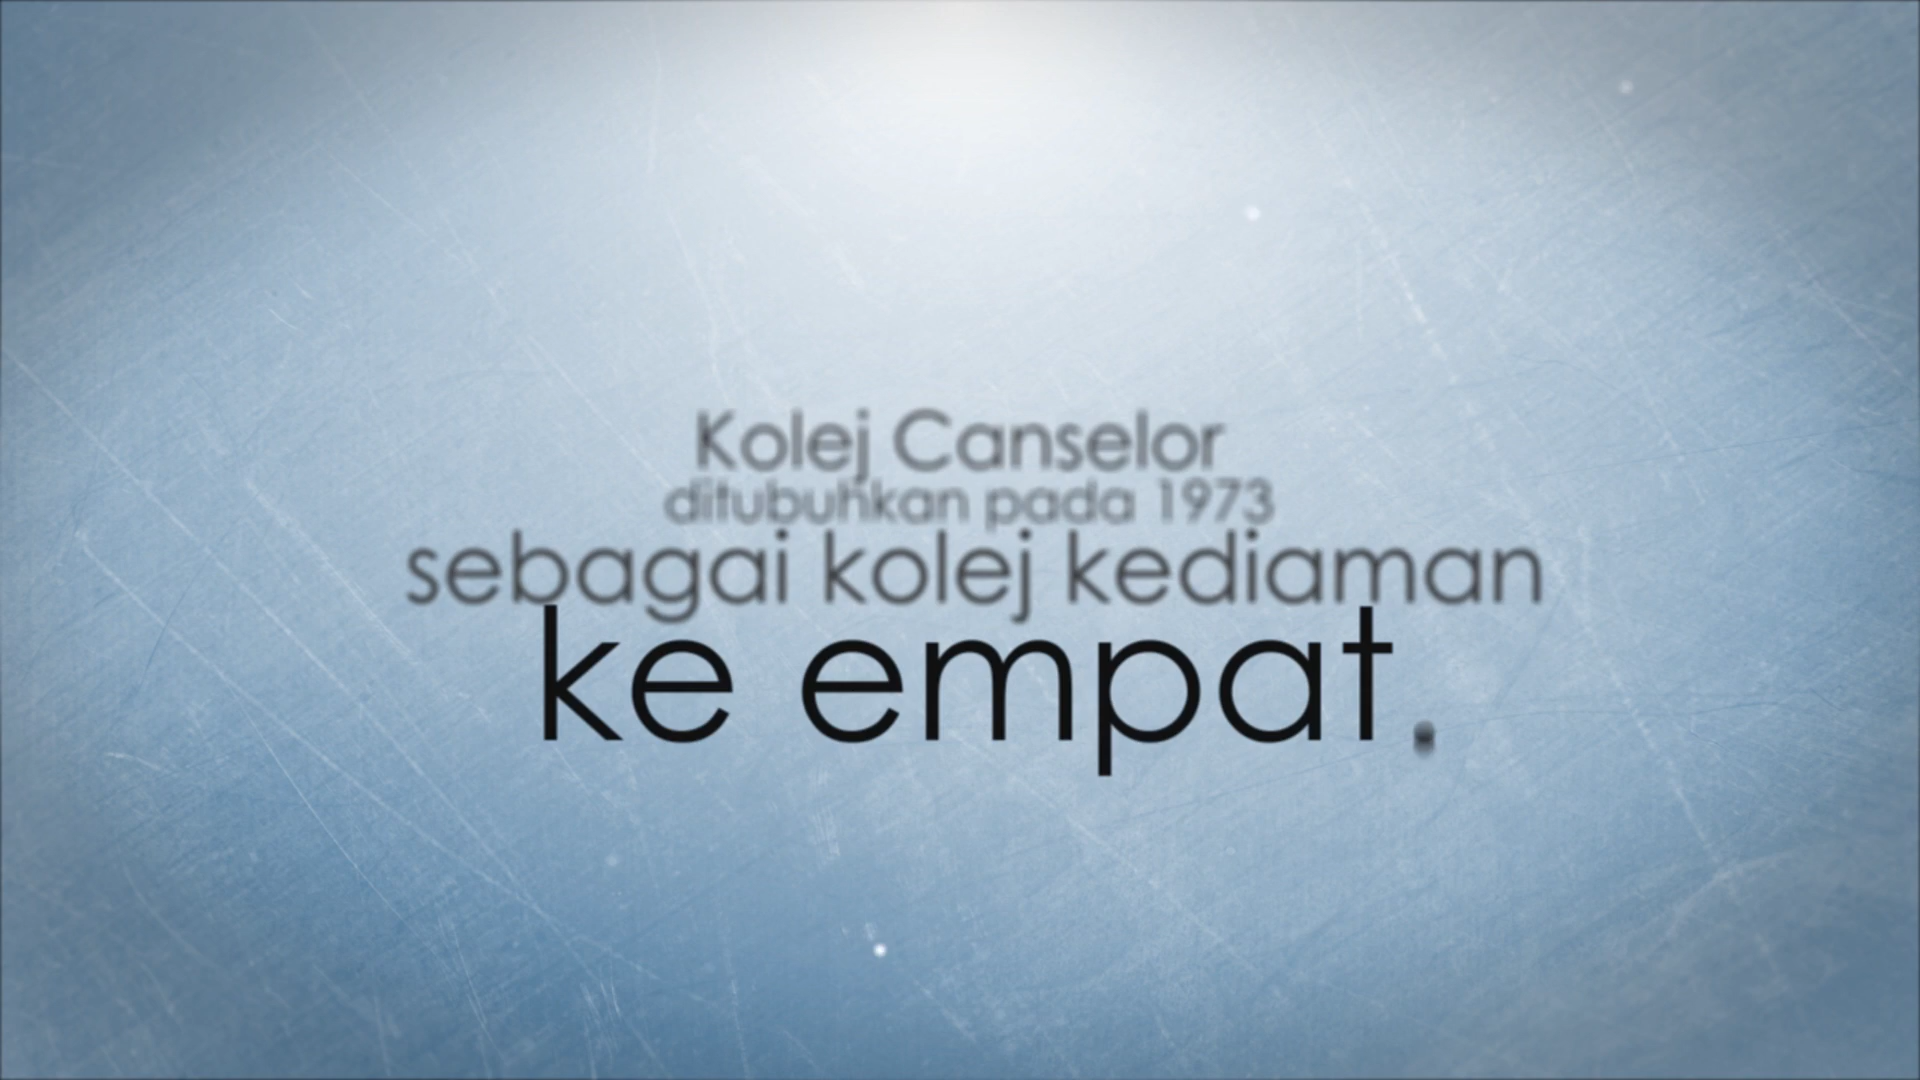 Kolej Canselor
ditubuhkan pada 1973
sebagai kolej kediaman
ke empat.